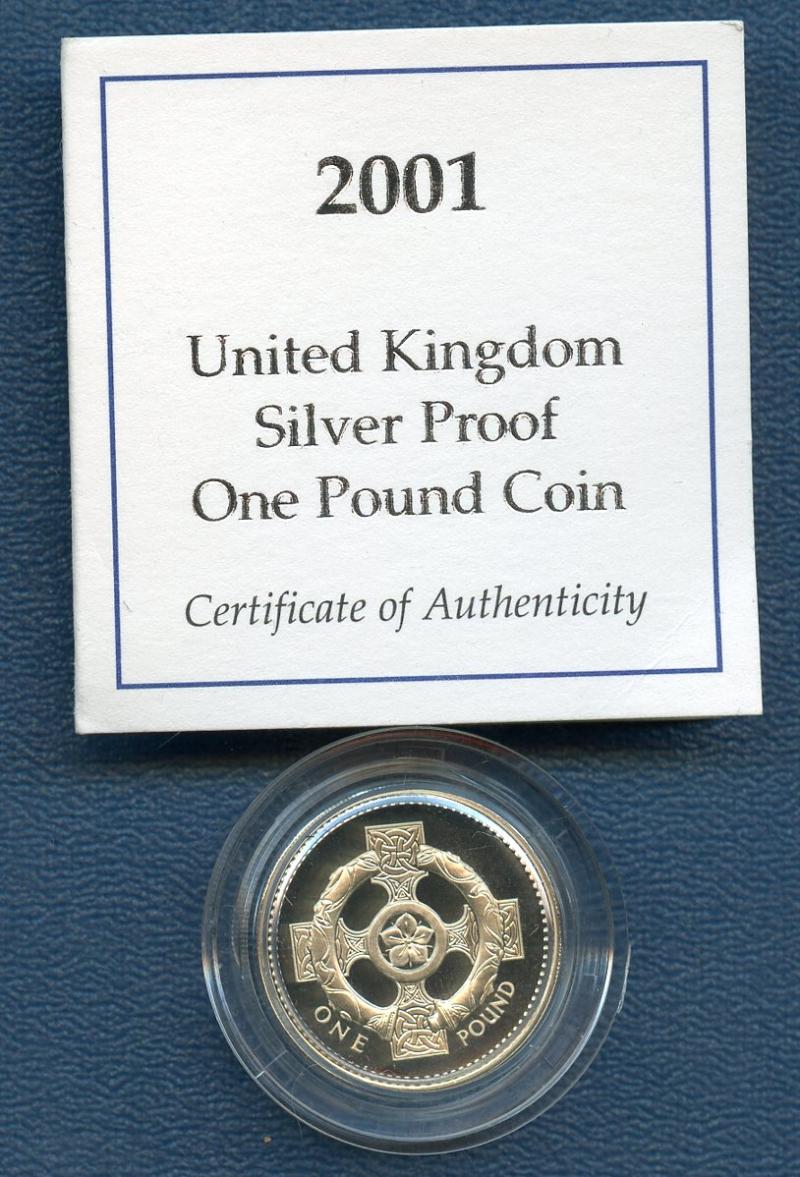 2001
United Kingdom
Silver Proof
One Pound Coin
Certificate of Authenticity
ONE POUND